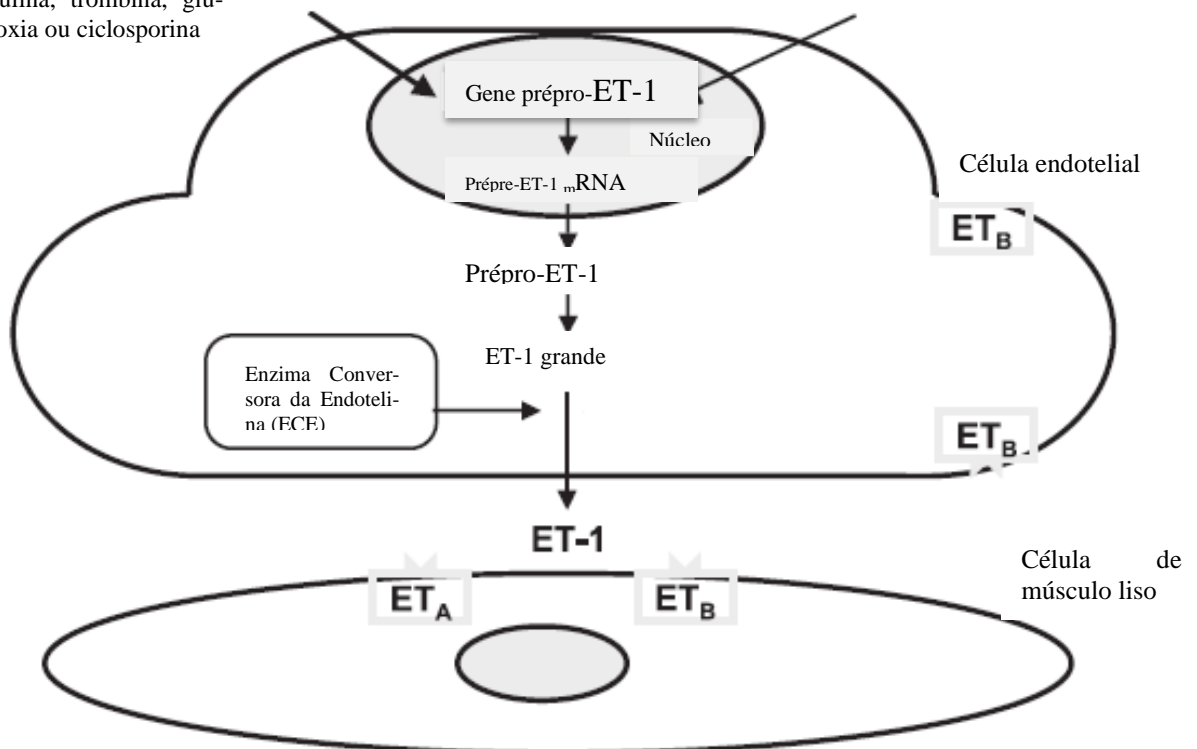 trombina, glu-
oxia ou ciclosporina
Gene prépro-ET-1
Núcleo
Prépre-ET-1 mRNA
Célula endotelial
ETB
Prépro-ET-1
ET-1 grande
Enzima Conver-
sora da Endoteli-
na (ECE)
ETB
ET-1
Célula de
músculo liso
ETA
ETB